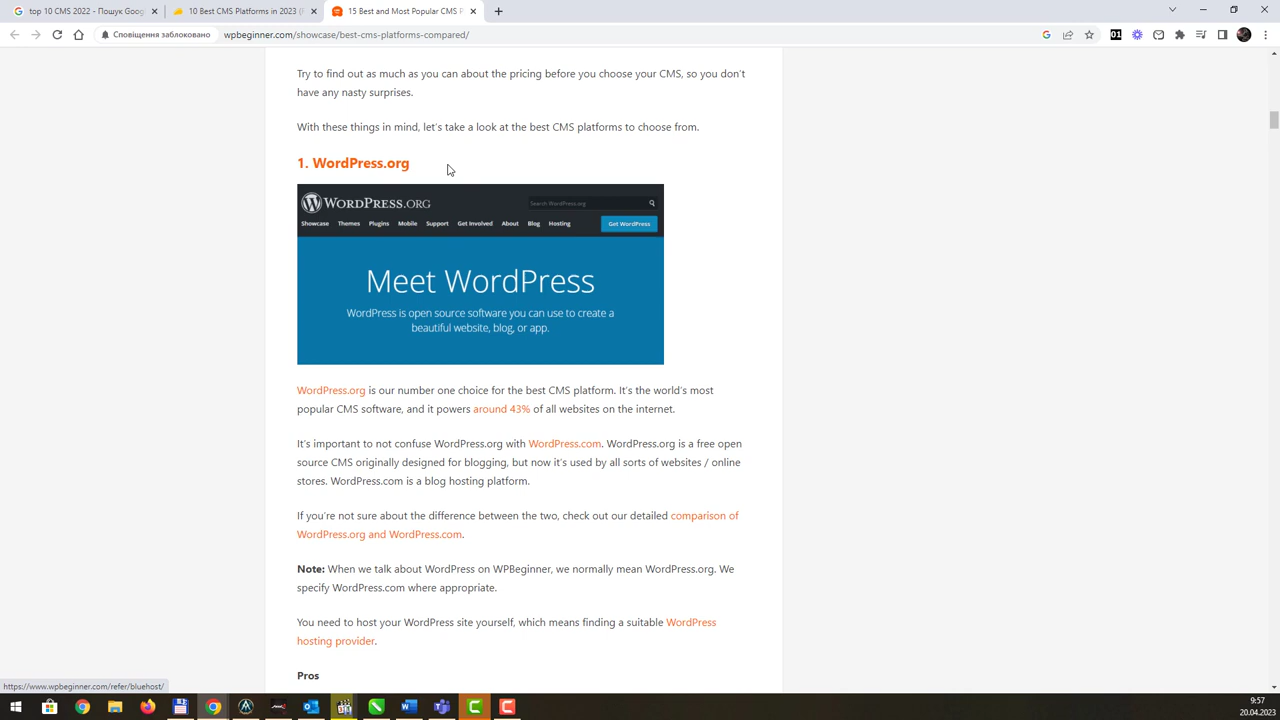 top 10 CMS 2022 - Пошук Goog
10 Best CMS Platforms in 2023 (
15 Best and Most Popular CMS P
Сповіщення заблоковано
wpbeginner.com/showcase/best-cms-platforms-compared/
Try to find out as much as you can about the pricing before you choose your CMS, so you don't
have any nasty surprises.
With these things in mind, let's take a look at the best CMS platforms to choose from.
1. WordPress.org
WORDPRESS.ORG
Search WordPress.org
Showcase Themes Plugins Mobile Support Get Involved About Blog Hosting Get WordPress
Meet WordPress
WordPress is open source software you can use to create a
beautiful website, blog, or app.
WordPress.org is our number one choice for the best CMS platform. It's the world's most
popular CMS software, and it powers around 43% of all websites on the internet.
It's important to not confuse WordPress.org with WordPress.com. WordPress.org is a free open
source CMS originally designed for blogging, but now it's used by all sorts of websites / online
stores. WordPress.com is a blog hosting platform.
If you're not sure about the difference between the two, check out our detailed comparison of
WordPress.org and WordPress.com.
Note: When we talk about WordPress on WPBeginner, we normally mean WordPress.org. We
specify WordPress.com where appropriate.
You need to host your WordPress site yourself, which means finding a suitable WordPress
hosting provider.
Pros
https://www.wpbeginner.com/refer/bluehost/
9:57
20.04.2023